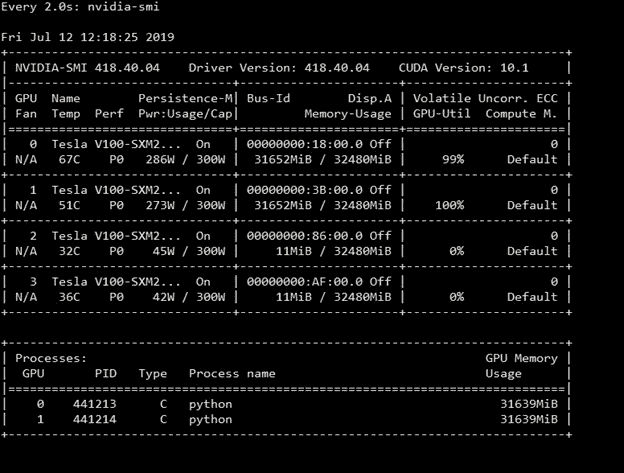 Every 2.0s: nvidia-smi
Fri Jul 12 12:18:25 2019
+-----------------------------------------------------------------------------+
| NVIDIA-SMI 418.40.04    Driver Version: 418.40.04    CUDA Version: 10.1     |
|-------------------------------+----------------------+----------------------+
| GPU  Name        Persistence-M| Bus-Id        Disp.A | Volatile Uncorr. ECC |
| Fan  Temp  Perf  Pwr:Usage/Cap|         Memory-Usage | GPU-Util  Compute M. |
|===============================+======================+======================|
|   0  Tesla V100-SXM2...  On   | 00000000:18:00.0 Off |                    0 |
| N/A   67C    P0   286W / 300W |  31652MiB / 32480MiB |     99%      Default |
+-------------------------------+----------------------+----------------------+
|   1  Tesla V100-SXM2...  On   | 00000000:3B:00.0 Off |                    0 |
| N/A   51C    P0   273W / 300W |  31652MiB / 32480MiB |    100%      Default |
+-------------------------------+----------------------+----------------------+
|   2  Tesla V100-SXM2...  On   | 00000000:86:00.0 Off |                    0 |
| N/A   32C    P0    45W / 300W |     11MiB / 32480MiB |      0%      Default |
+-------------------------------+----------------------+----------------------+
|   3  Tesla V100-SXM2...  On   | 00000000:AF:00.0 Off |                    0 |
| N/A   36C    P0    42W / 300W |     11MiB / 32480MiB |      0%      Default |
+-------------------------------+----------------------+----------------------+
+-----------------------------------------------------------------------------+
| Processes:                                                       GPU Memory |
|  GPU       PID   Type   Process name                             Usage      |
|=============================================================================|
|    0    441213      C   python                                     31639MiB |
|    1    441214      C   python                                     31639MiB |
+-----------------------------------------------------------------------------+